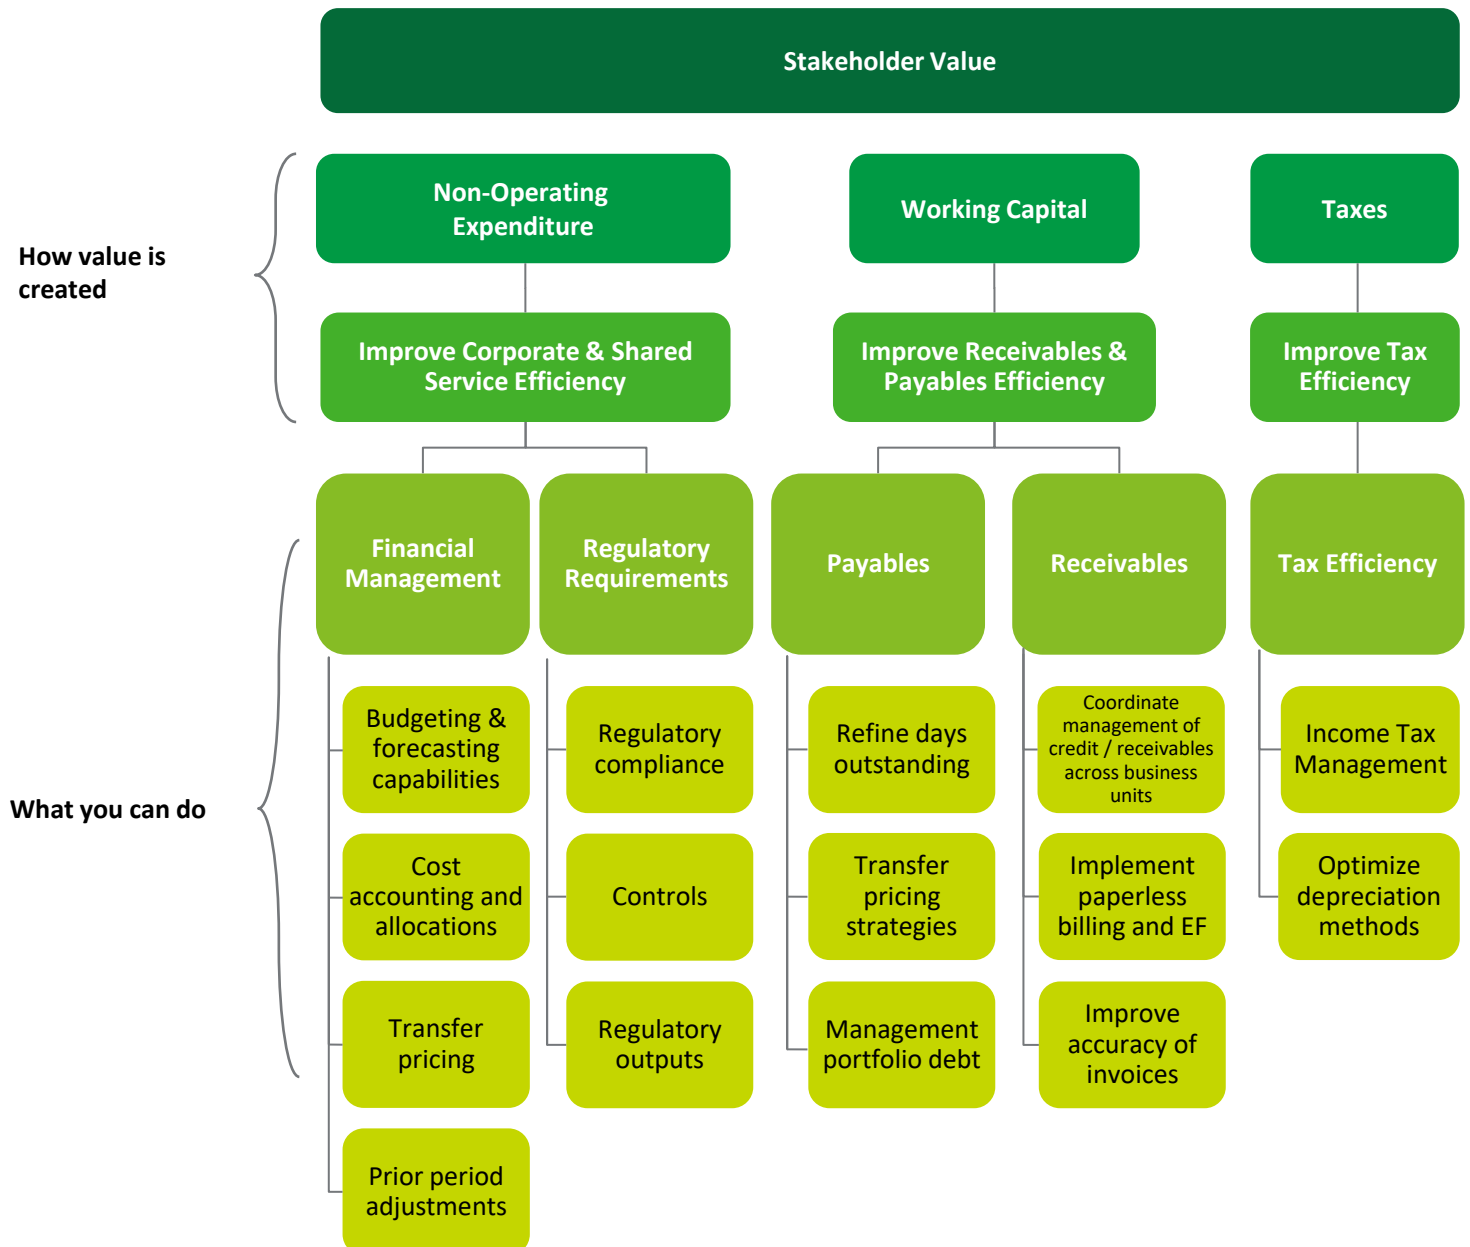 Stakeholder Value
Non-Operating
Expenditure
Working Capital
Taxes
How value is
created
Improve Corporate & Shared
Service Efficiency
Improve Receivables &
Payables Efficiency
Improve Tax
Efficiency
Financial
Management
Regulatory
Requirements
Payables
Receivables
Tax Efficiency
What you can do
Budgeting &
forecasting
capabilities
Regulatory
compliance
Refine days
outstanding
Coordinate
management of
credit / receivables
across business
units
Income Tax
Management
Cost
accounting and
allocations
Controls
Transfer
pricing
strategies
Implement
paperless
billing and EF
Optimize
depreciation
methods
Transfer
pricing
Regulatory
outputs
Management
portfolio debt
Improve
accuracy of
invoices
Prior period
adjustments